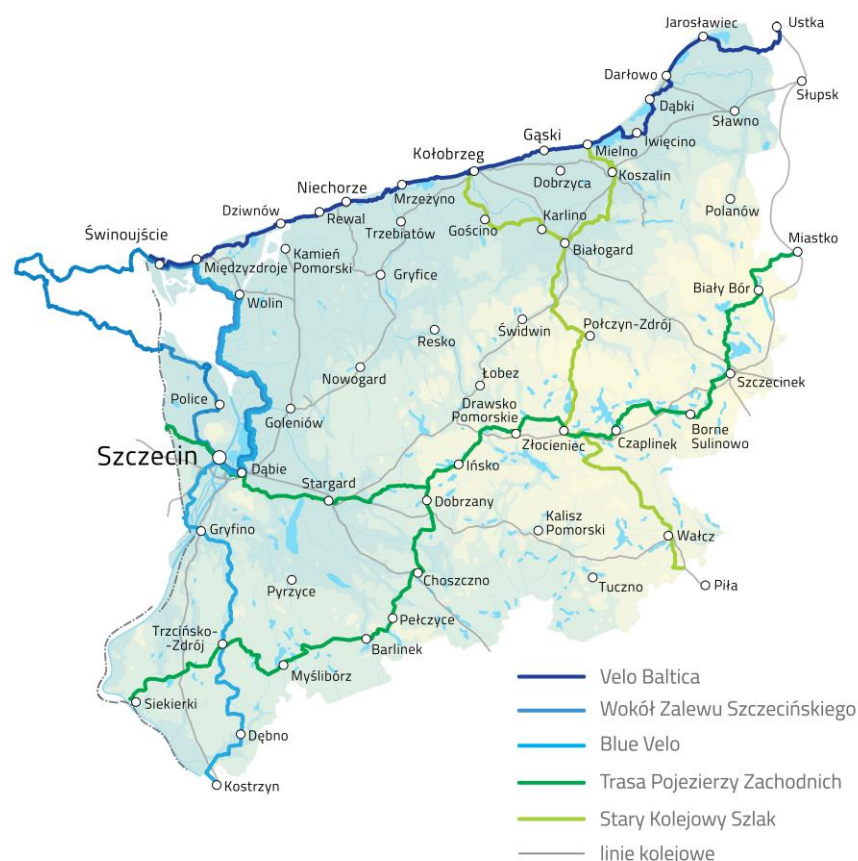 Jarosławiec
Ustka
Darłowo
Słupsk
Dąbki
Sławno
Gąski
Iwięcino
Mielno
Kołobrzeg
Dobrzyca
Koszalin
Niechorze
Mrzeżyno
Dziwnów
Rewal
Trzebiatów
Gościno
Karlino
Polanów
Świnoujście
Białogard
Miastko
Międzyzdroje
Kamień
Pomorski
Gryfice
Biały Bór
Wolin
Resko
Świdwin
Połczyn-Zdrój
Nowogard
Łobez
Szczecinek
Police
Goleniów
Drawsko
Pomorskie
Złocieniec
Czaplinek
Borne
Sulinowo
Szczecin
Dąbie
Ińsko
Stargard
Dobrzany
Gryfino
Kalisz
Pomorski
Wałcz
Choszczno
Pyrzyce
Tuczno
Piła
Pełczyce
Trzcińsko-
-Zdrój
Barlinek
Myślibórz
Siekierki
Dębno
Kostrzyn
Velo Baltica
Wokół Zalewu Szczecińskiego
Blue Velo
Trasa Pojezierzy Zachodnich
Stary Kolejowy Szlak
linie kolejowe